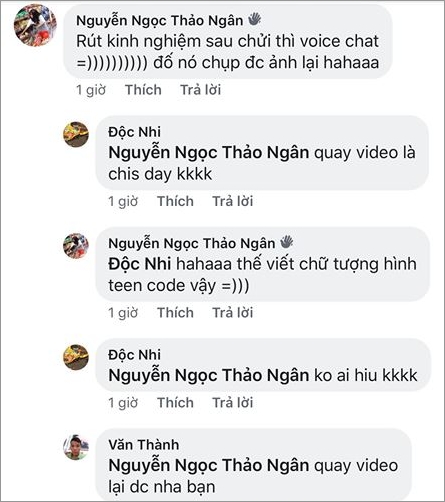 Nguyễn Ngọc Thảo Ngân 👋
Rút kinh nghiệm sau chửi thì voice chat
=)))))))))) đố nó chụp đc ảnh lại hahaaa
1 giờ Thích Trả lời
Độc Nhi
Nguyễn Ngọc Thảo Ngân quay video là
chis day kkkk
1 giờ Thích Trả lời
Nguyễn Ngọc Thảo Ngân 👋
Độc Nhi hahaaa thế viết chữ tượng hình
teen code vậy =)))
1 giờ Thích Trả lời
Độc Nhi
Nguyễn Ngọc Thảo Ngân ko ai hiu kkkk
1 giờ Thích Trả lời
Văn Thành
Nguyễn Ngọc Thảo Ngân quay video
lại dc nha bạn